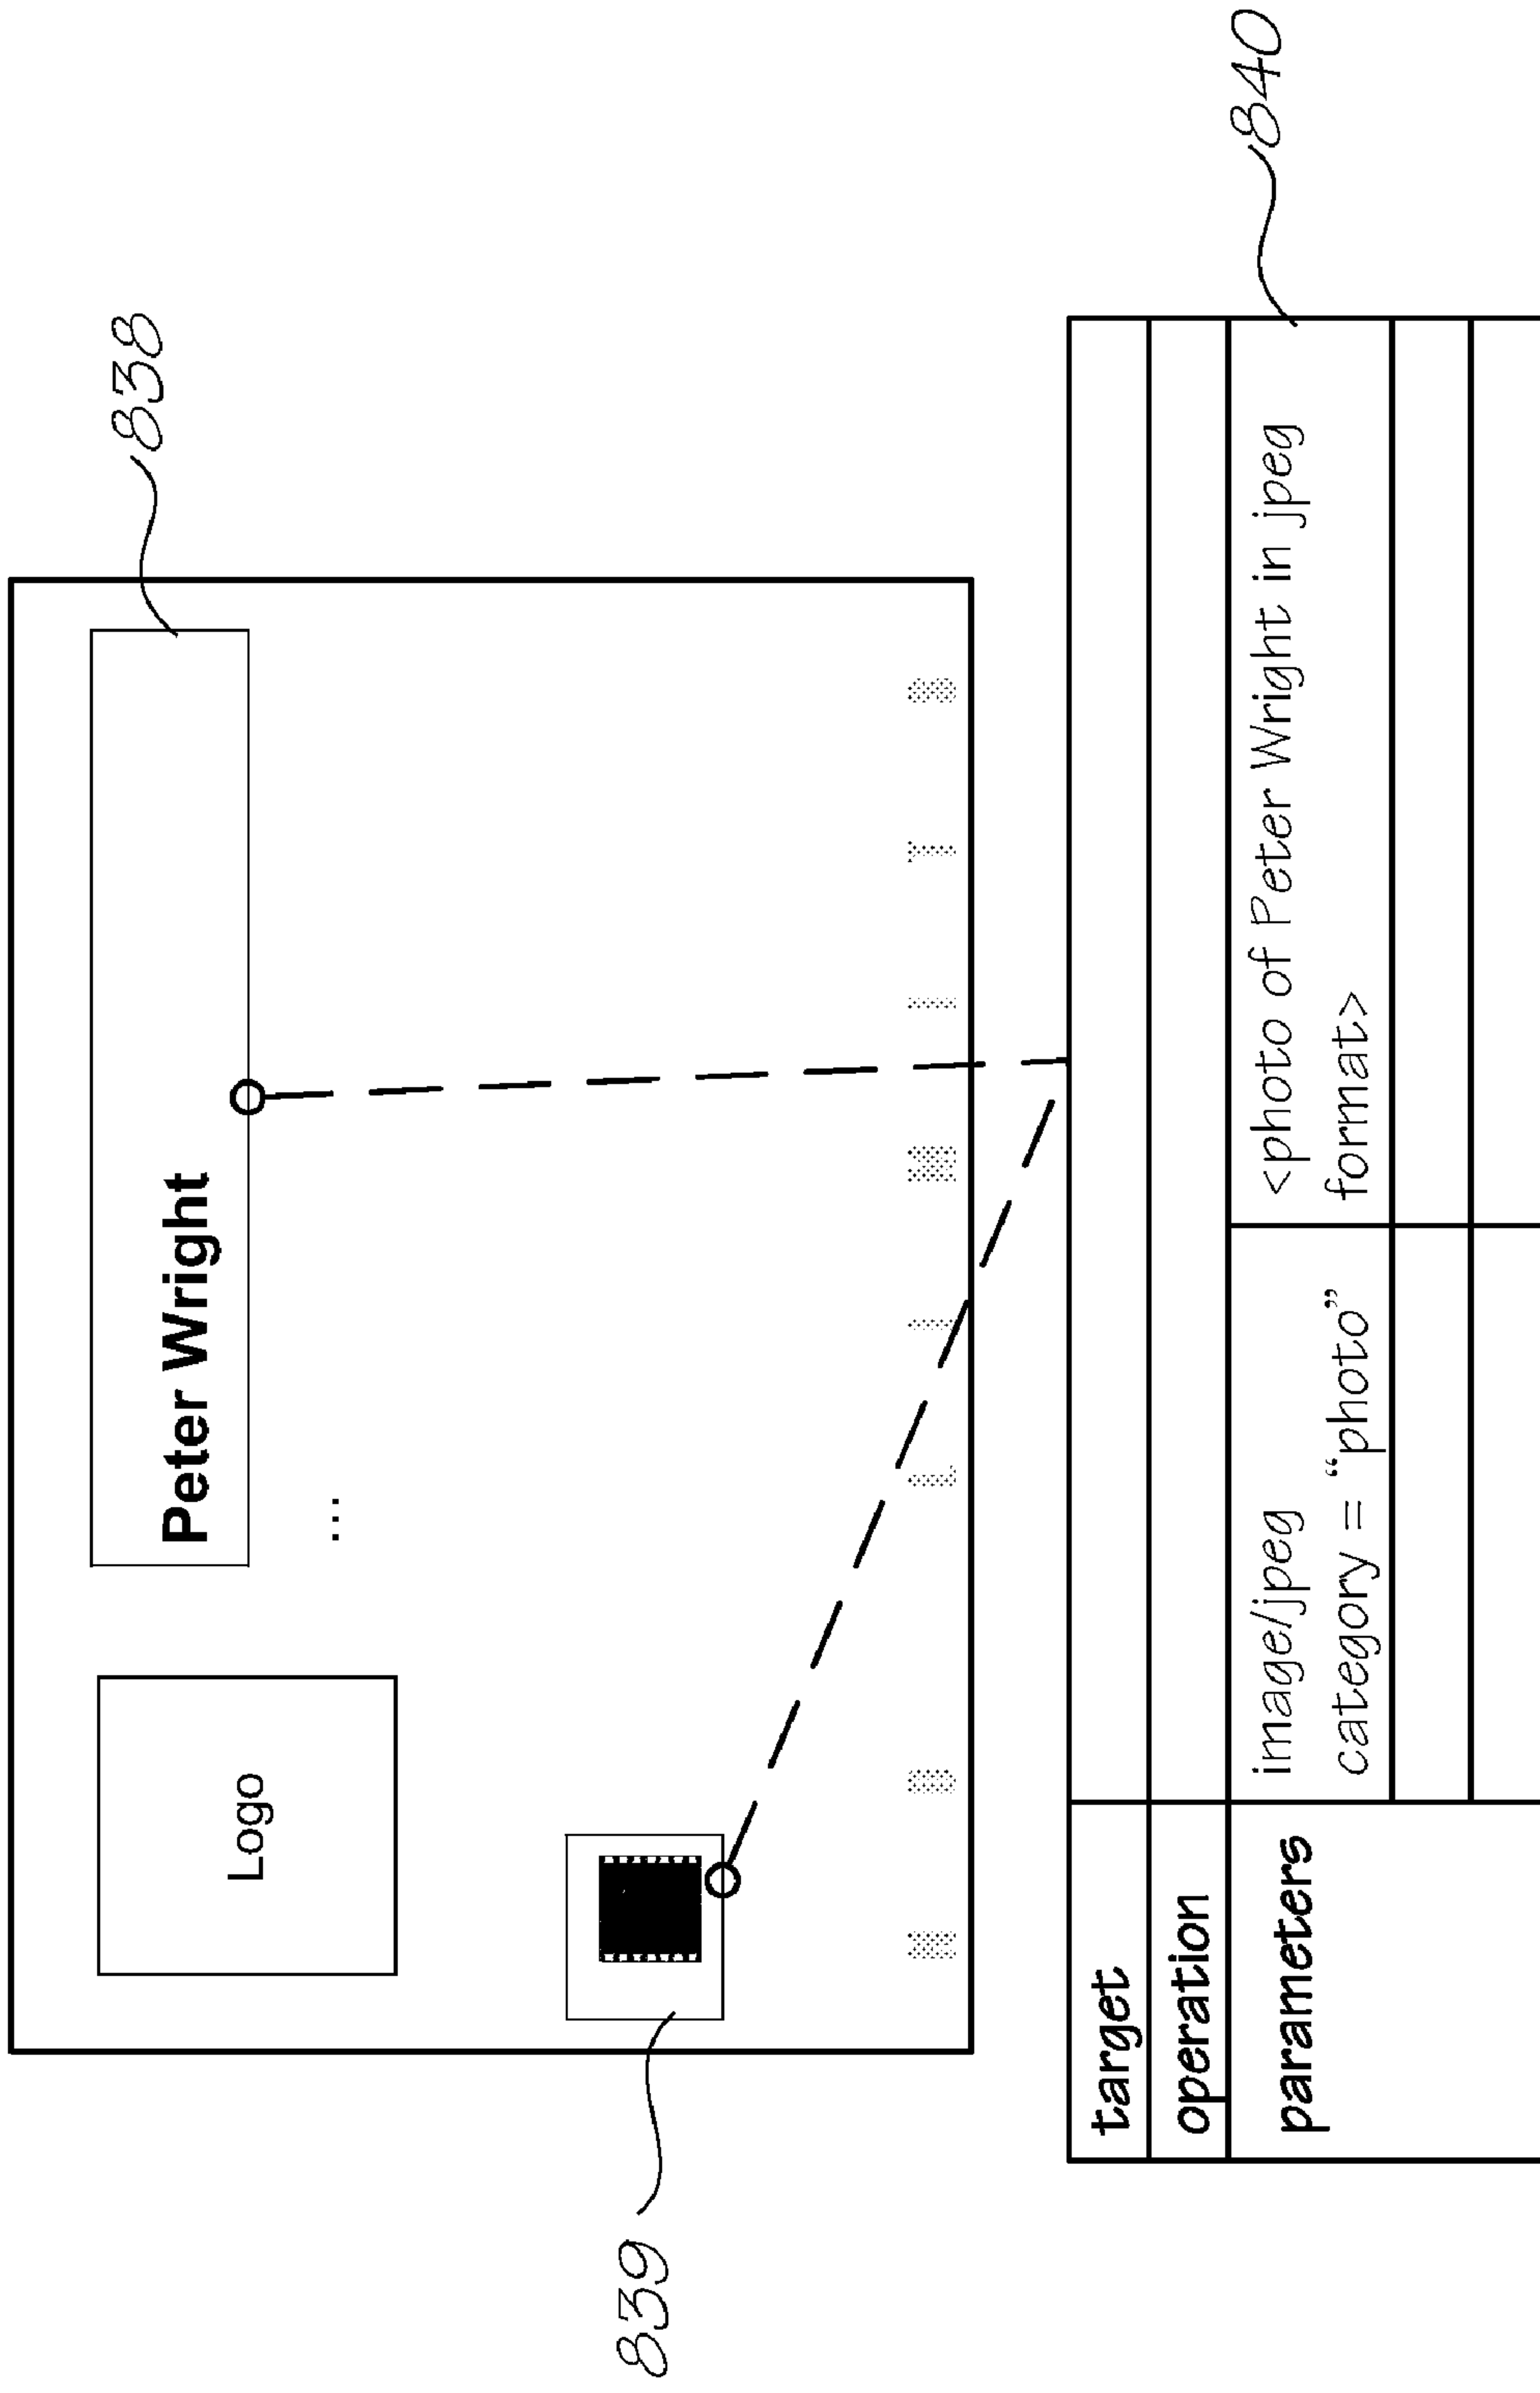 838
Peter Wright
...
Logo
839
target
operation
parameters
image/jpeg
category = "photo"
<photo of Peter Wright in jpeg
format>
840